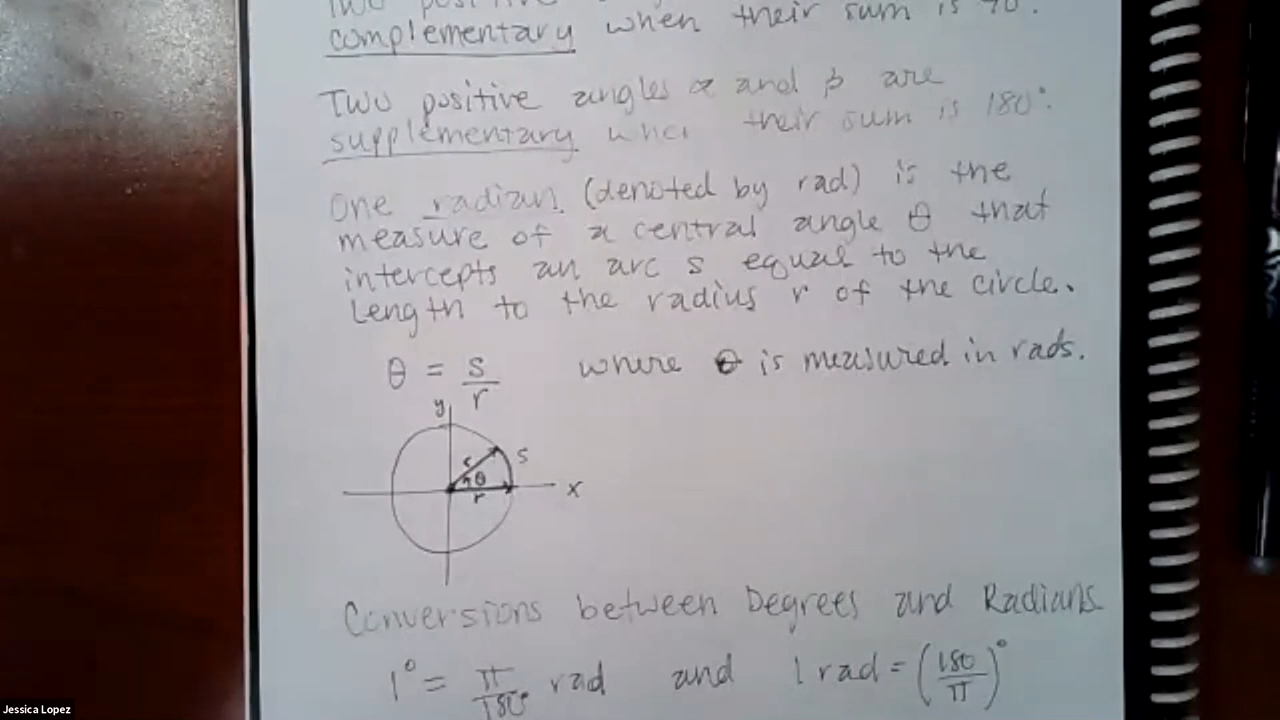 Two positive
complementary when their sum is 90°.
Two positive angles α and β are
supplementary when their sum is 180°.
One radian (denoted by rad) is the
measure of a central angle θ that
intercepts an arc s equal to the
length to the radius r of the circle.
θ = s/r where θ is measured in rads.
y
s
r
θ
r
x
Conversions between Degrees and Radians
1° = π/180° rad and 1 rad = (180/π)°
Jessica Lopez